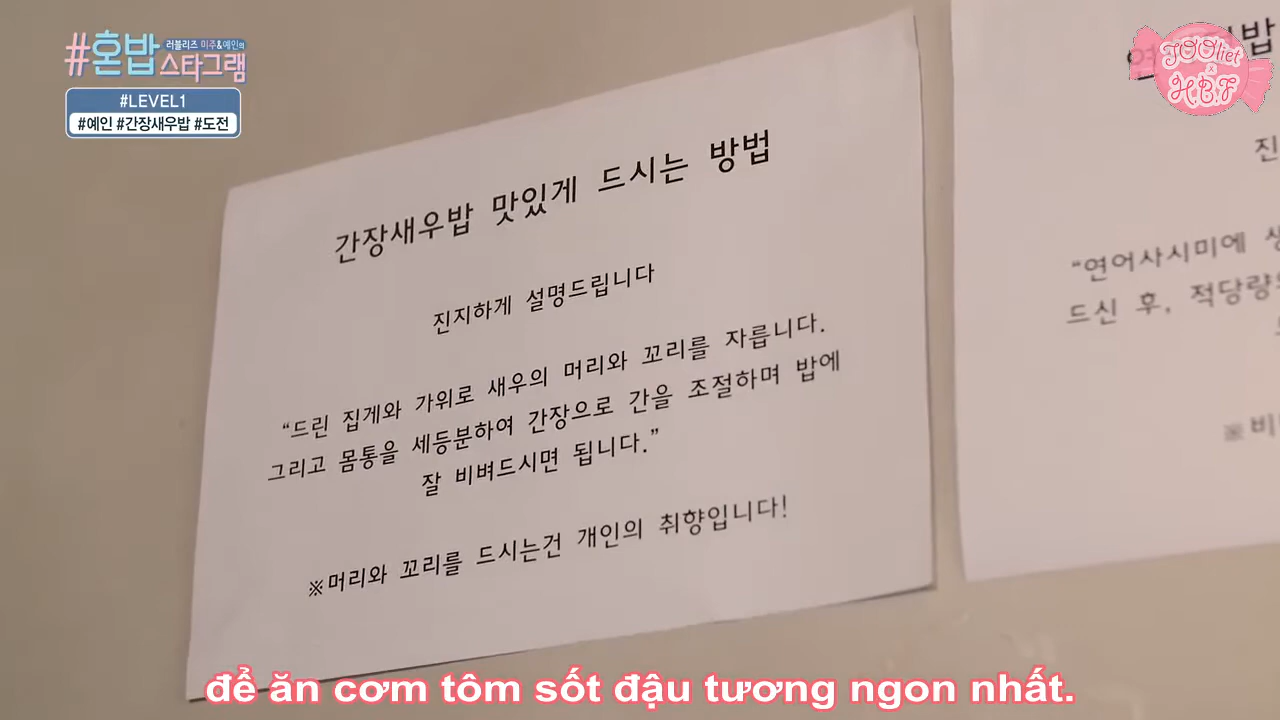 #혼밥
러블리즈 미주&예인의
스타그램
#LEVEL1
#예인 #간장새우밥 #도전
JOOliet
x
H.B.F
간장새우밥 맛있게 드시는 방법
진지하게 설명드립니다
“드린 집게와 가위로 새우의 머리와 꼬리를 자릅니다.
그리고 몸통을 세등분하여 간장으로 간을 조절하며 밥에
잘 비벼드시면 됩니다.”
※머리와 꼬리를 드시는건 개인의 취향입니다!
“연어사시미에
드신 후, 적당량
※비
để ăn cơm tôm sốt đậu tương ngon nhất.